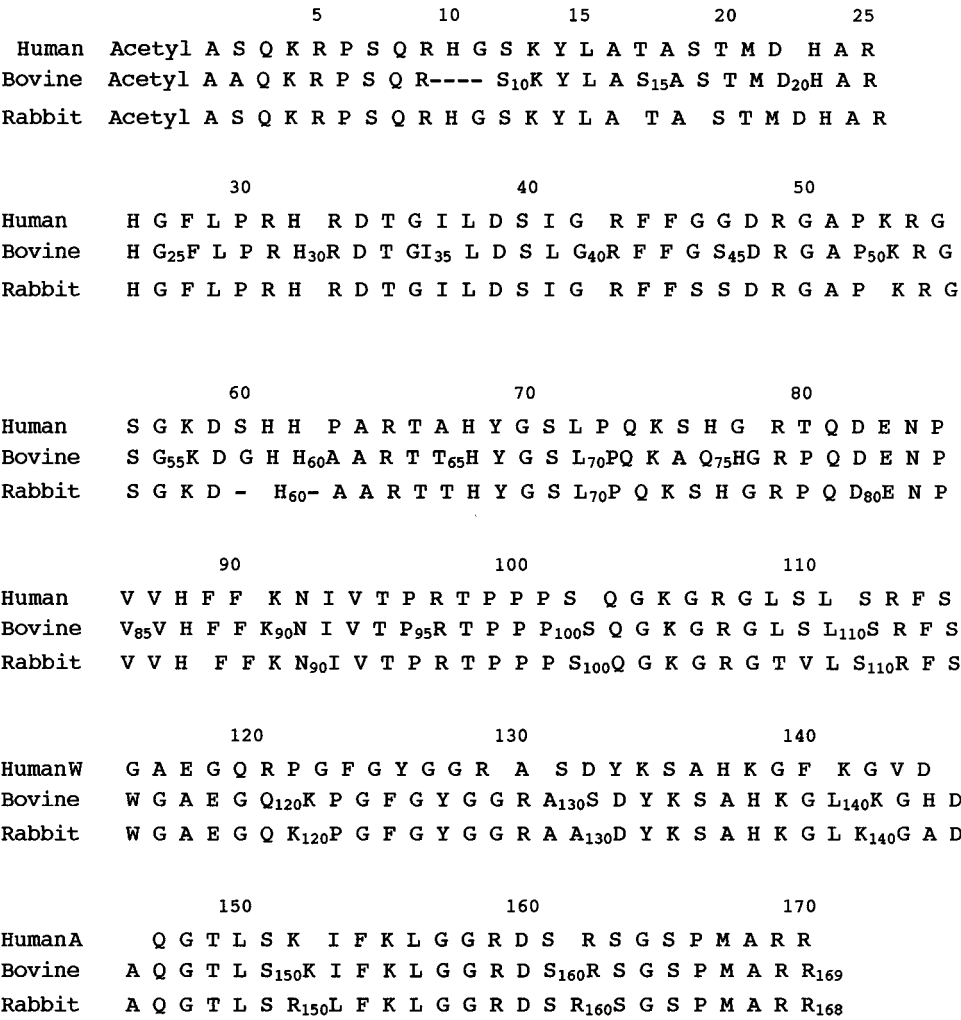 5 10 15 20 25
Human Acetyl A S Q K R P S Q R H G S K Y L A T A S T M D H A R
Bovine Acetyl A A Q K R P S Q R---- S10K Y L A S15A S T M D20H A R
Rabbit Acetyl A S Q K R P S Q R H G S K Y L A T A S T M D H A R
30 40 50
Human H G F L P R H R D T G I L D S I G R F F G G D R G A P K R G
Bovine H G25F L P R H30R D T G I35 L D S L G40R F F G S45D R G A P50K R G
Rabbit H G F L P R H R D T G I L D S I G R F F S S D R G A P K R G
60 70 80
Human S G K D S H H P A R T A H Y G S L P Q K S H G R T Q D E N P
Bovine S G55K D G H H60A A R T T65H Y G S L70P Q K A Q75H G R P Q D E N P
Rabbit S G K D - H60- A A R T T H Y G S L70P Q K S H G R P Q D80E N P
90 100 110
Human V V H F F K N I V T P R T P P P S Q G K G R G L S L S R F S
Bovine V85V H F F K90N I V T P95R T P P P100S Q G K G R G L S L110S R F S
Rabbit V V H F F K N90I V T P R T P P P S100Q G K G R G T V L S110R F S
120 130 140
HumanW G A E G Q R P G F G Y G G R A S D Y K S A H K G F K G V D
Bovine W G A E G Q120K P G F G Y G G R A130S D Y K S A H K G L140K G H D
Rabbit W G A E G Q K120P G F G Y G G R A A130D Y K S A H K G L K140G A D
150 160 170
HumanA Q G T L S K I F K L G G R D S R S G S P M A R R
Bovine A Q G T L S150K I F K L G G R D S160R S G S P M A R R169
Rabbit A Q G T L S R150L F K L G G R D S R160S G S P M A R R168